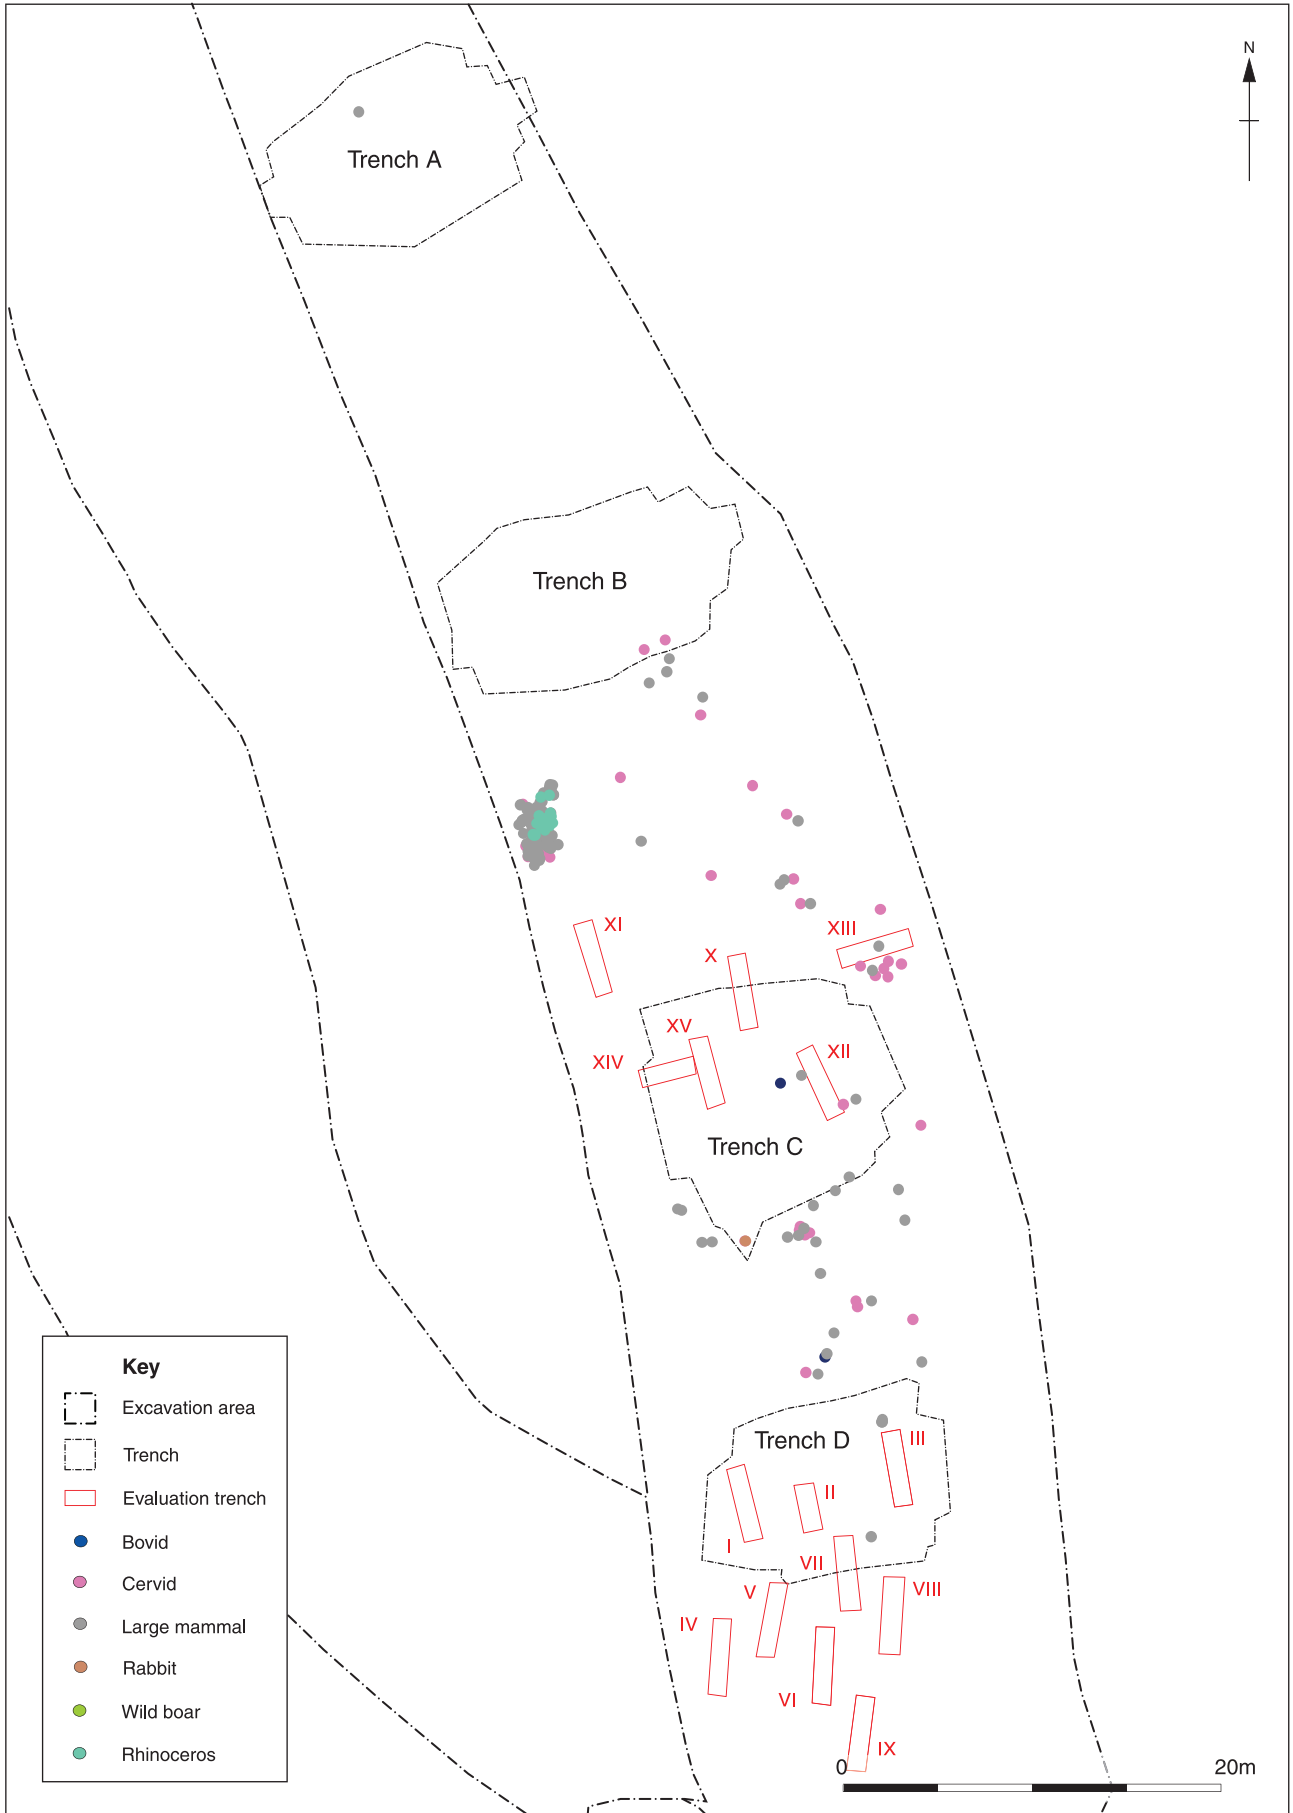 N
Trench A
Trench B
XI
XIII
X
XV
XIV
XII
Trench C
Trench D
III
II
I
VII
V
VIII
IV
VI
IX
0
20m
Key
Excavation area
Trench
Evaluation trench
Bovid
Cervid
Large mammal
Rabbit
Wild boar
Rhinoceros